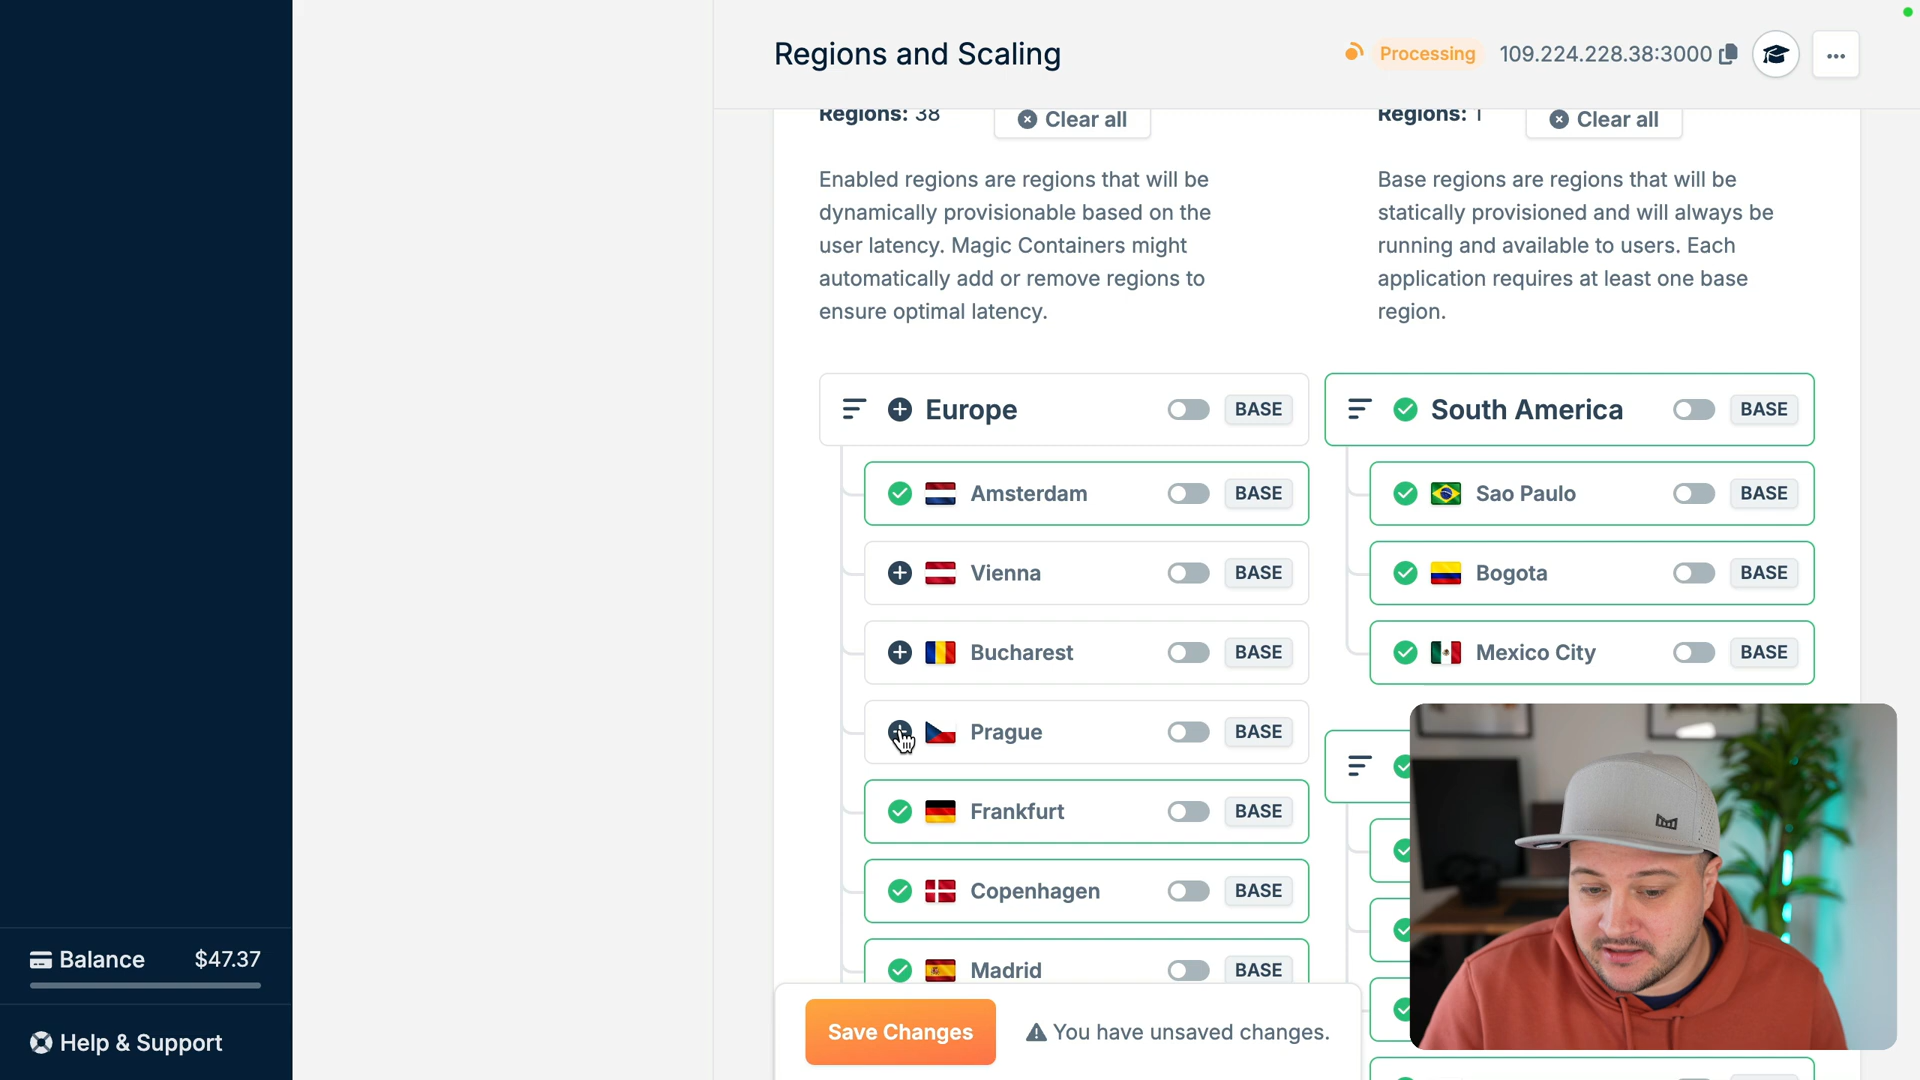 Regions and Scaling
Processing
109.224.228.38:3000
Regions: 38
Clear all
Regions: 1
Clear all
Enabled regions are regions that will be
dynamically provisionable based on the
user latency. Magic Containers might
automatically add or remove regions to
ensure optimal latency.
Base regions are regions that will be
statically provisioned and will always be
running and available to users. Each
application requires at least one base
region.
Europe
BASE
Amsterdam
BASE
Vienna
BASE
Bucharest
BASE
Prague
BASE
Frankfurt
BASE
Copenhagen
BASE
Madrid
BASE
South America
BASE
Sao Paulo
BASE
Bogota
BASE
Mexico City
BASE
Save Changes
You have unsaved changes.
Balance
$47.37
Help & Support